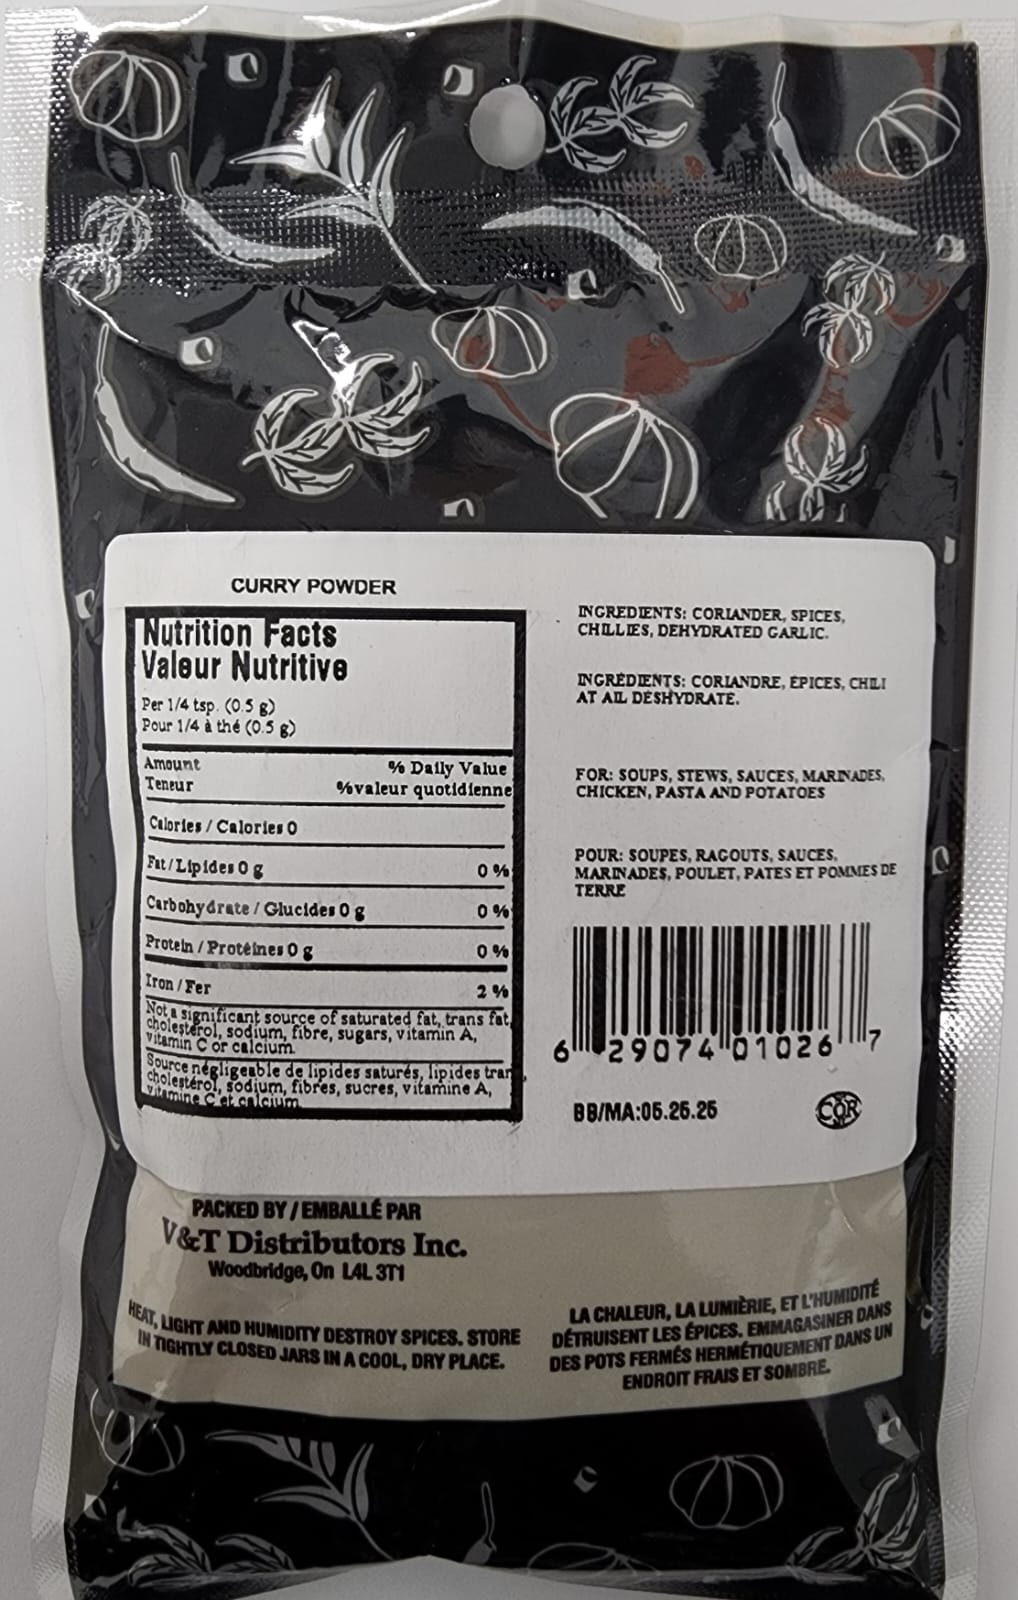 CURRY POWDER
Nutrition Facts
Valeur Nutritive
Per 1/4 tsp. (0.5 g)
Pour 1/4 à thé (0.5 g)
Amount % Daily Value
Teneur %valeur quotidienne
Calories / Calories 0
Fat / Lipides 0 g 0 %
Carbohydrate / Glucides 0 g 0 %
Protein / Protéines 0 g 0 %
Iron / Fer 2 %
Not a significant source of saturated fat, trans fat,
cholesterol, sodium, fibre, sugars, vitamin A,
vitamin C or calcium.
Source négligeable de lipides saturés, lipides tran
cholestérol, sodium, fibres, sucres, vitamine A,
vitamine C et calcium.
INGREDIENTS: CORIANDER, SPICES,
CHILLIES, DEHYDRATED GARLIC.
INGRÉDIENTS: CORIANDRE, ÉPICES, CHILI
AT AIL DÉSHYDRATÉ.
FOR: SOUPS, STEWS, SAUCES, MARINADES,
CHICKEN, PASTA AND POTATOES
POUR: SOUPES, RAGOUTS, SAUCES,
MARINADES, POULET, PATES ET POMMES DE
TERRE
6 29074 01026 7
BB/MA:05.26.25
COR
PACKED BY / EMBALLÉ PAR
V&T Distributors Inc.
Woodbridge, On L4L 3T1
HEAT, LIGHT AND HUMIDITY DESTROY SPICES. STORE
IN TIGHTLY CLOSED JARS IN A COOL, DRY PLACE.
LA CHALEUR, LA LUMIÈRIE, ET L'HUMIDITÉ
DÉTRUISENT LES ÉPICES. EMMAGASINER DANS
DES POTS FERMÉS HERMÉTIQUEMENT DANS UN
ENDROIT FRAIS ET SOMBRE.